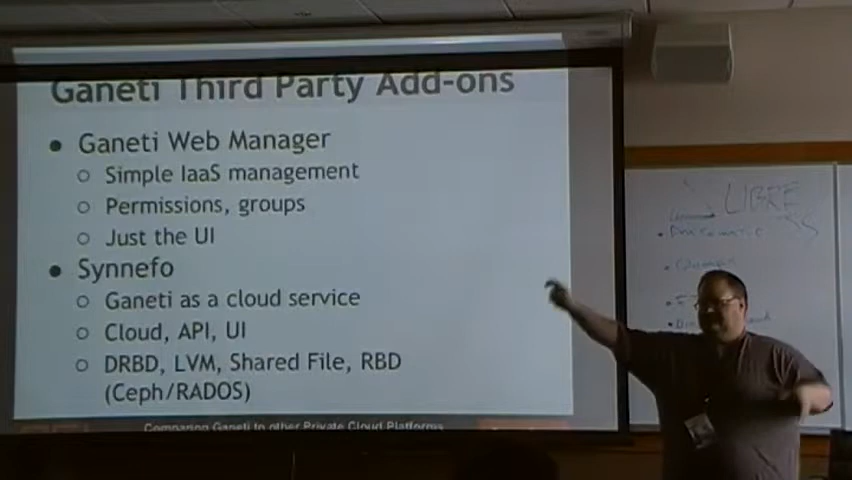 Ganeti Third Party Add-ons
● Ganeti Web Manager
○ Simple IaaS management
○ Permissions, groups
○ Just the UI
● Synnefo
○ Ganeti as a cloud service
○ Cloud, API, UI
○ DRBD, LVM, Shared File, RBD
(Ceph/RADOS)
Comparing Ganeti to other Private Cloud Platforms
LIBRE